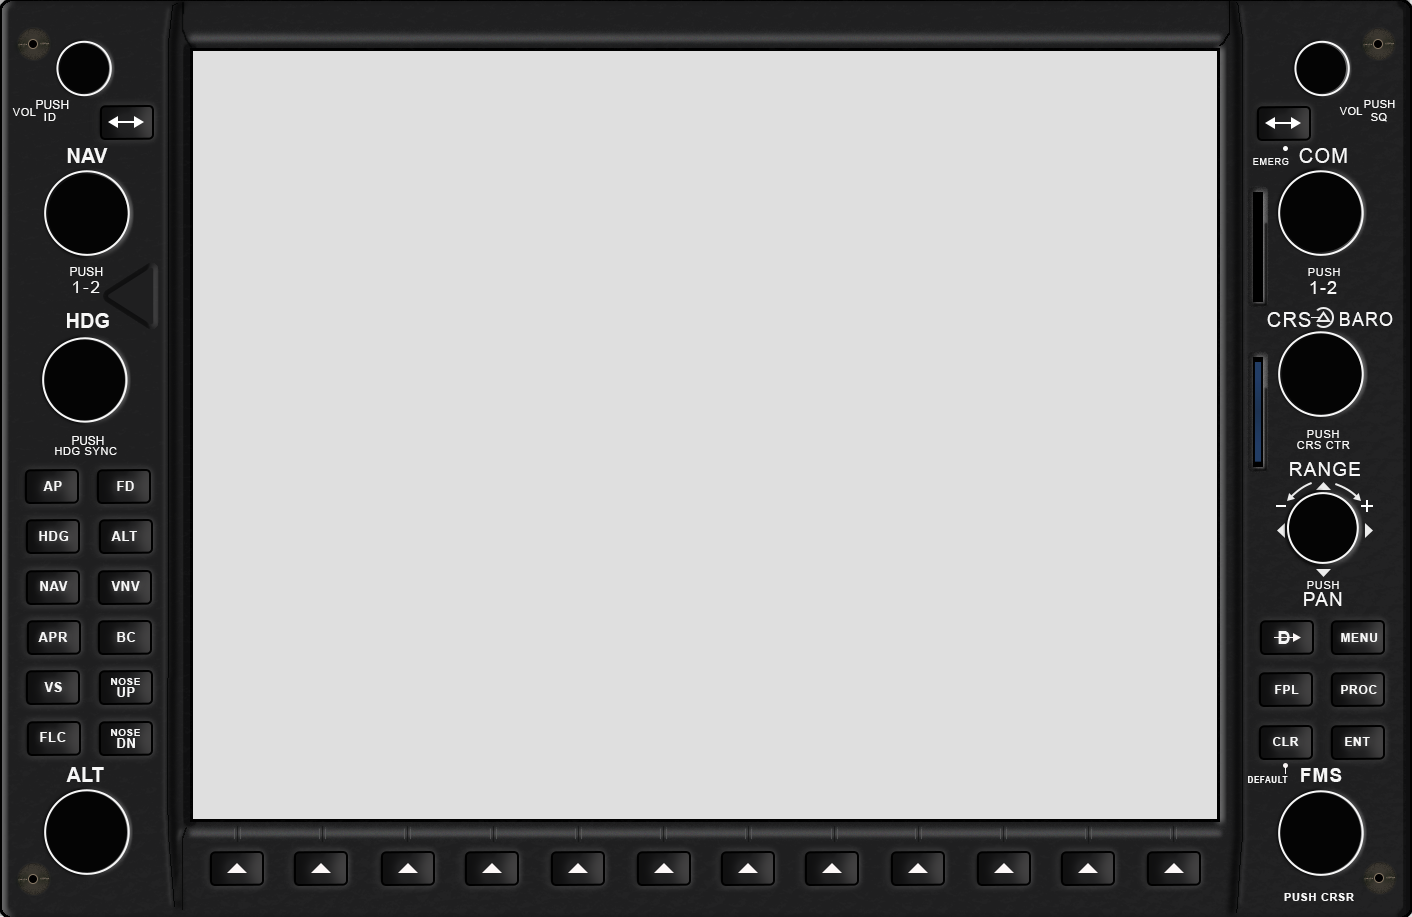 VOL PUSH ID
NAV
PUSH
1-2
HDG
PUSH
HDG SYNC
AP FD
HDG ALT
NAV VNV
APR BC
VS NOSE UP
FLC NOSE DN
ALT
VOL PUSH SQ
EMERG COM
PUSH
1-2
CRS BARO
PUSH
CRS CTR
RANGE
− +
PUSH
PAN
D MENU
FPL PROC
CLR ENT
DEFAULT FMS
PUSH CRSR